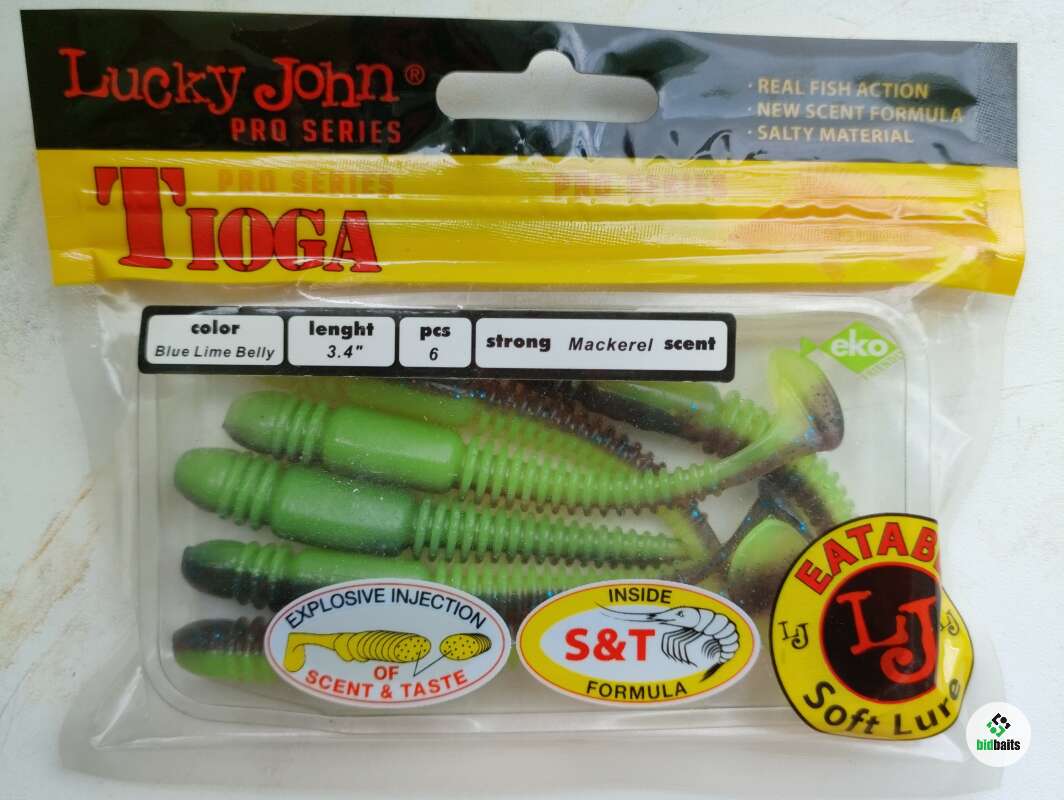 Lucky John®
PRO SERIES
· REAL FISH ACTION
· NEW SCENT FORMULA
· SALTY MATERIAL
PRO SERIES PRO SERIES
TIOGA
color
Blue Lime Belly
lenght
3.4"
pcs
6
strong Mackerel scent
eko
EXPLOSIVE INJECTION
OF
SCENT & TASTE
INSIDE
S&T
FORMULA
LJ
LJ
LJ
Soft Lure
bidbaits